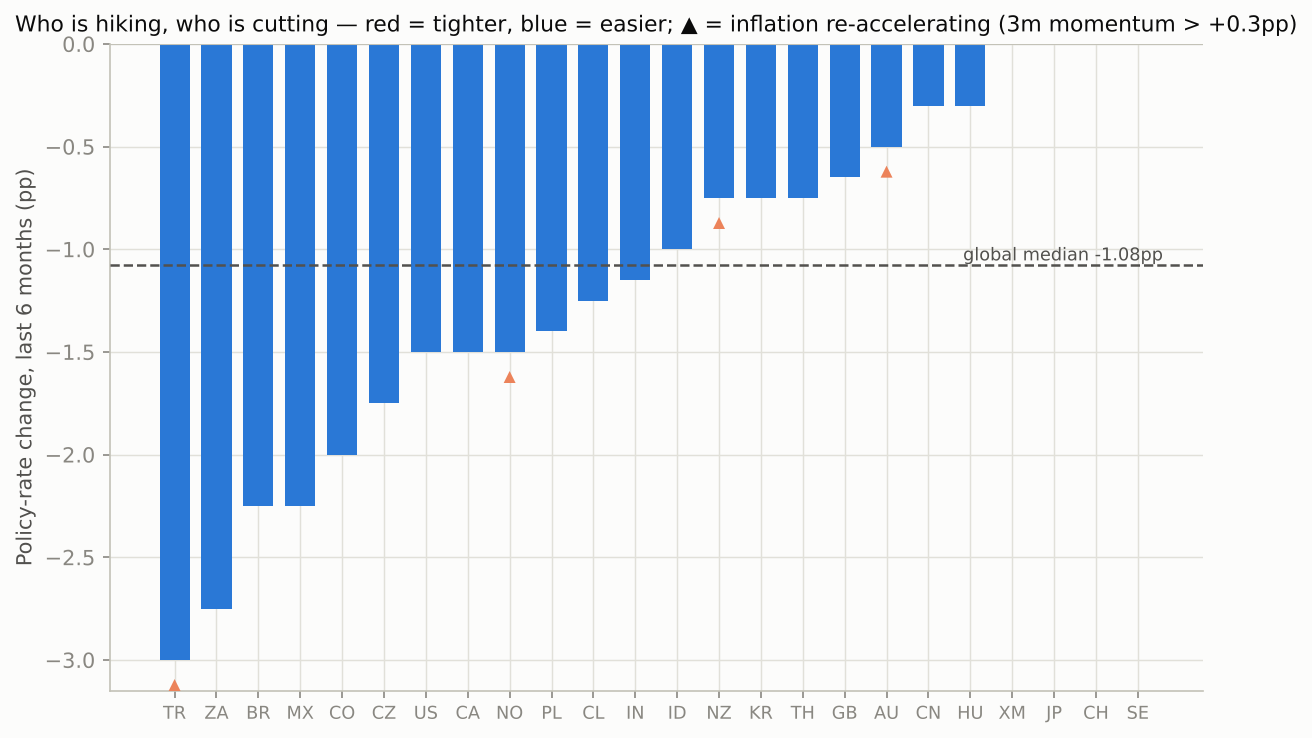 Who is hiking, who is cutting — red = tighter, blue = easier; ▲ = inflation re-accelerating (3m momentum > +0.3pp)
Policy-rate change, last 6 months (pp)
0.0
−0.5
−1.0
−1.5
−2.0
−2.5
−3.0
global median -1.08pp
TR ZA BR MX CO CZ US CA NO PL CL IN ID NZ KR TH GB AU CN HU XM JP CH SE